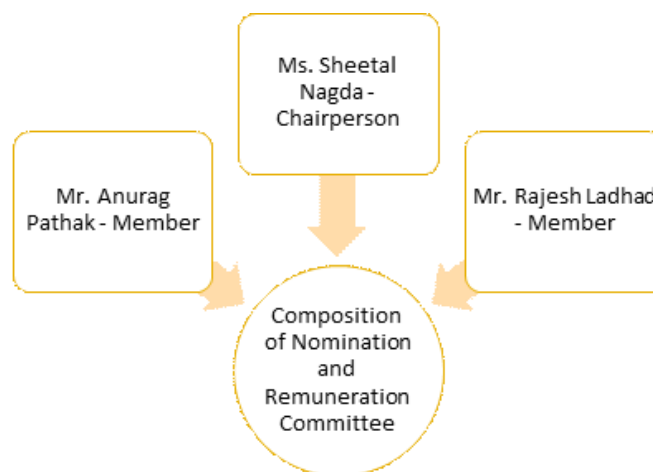 Ms. Sheetal
Nagda -
Chairperson
Mr. Anurag
Pathak - Member
Mr. Rajesh Ladhad
- Member
Composition
of Nomination
and
Remuneration
Committee